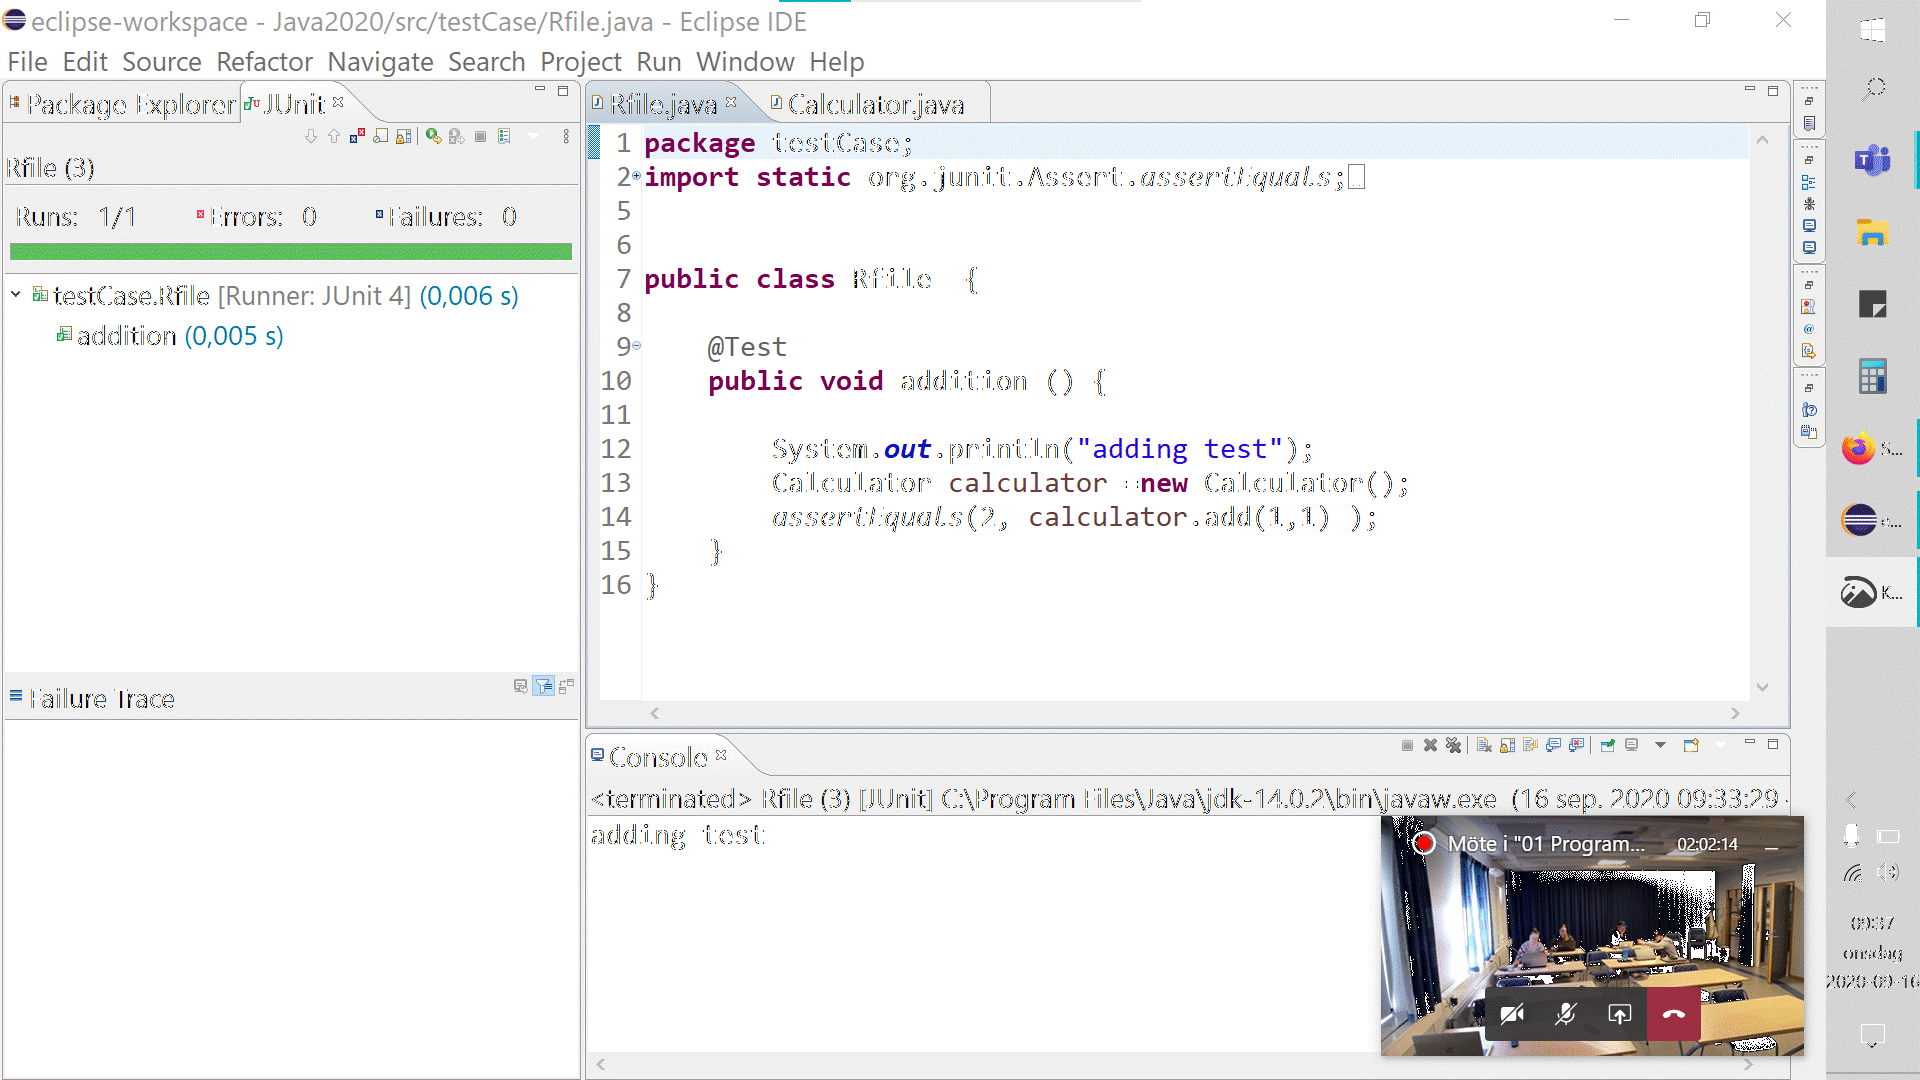 eclipse-workspace - Java2020/src/testCase/Rfile.java - Eclipse IDE
File Edit Source Refactor Navigate Search Project Run Window Help
Package Explorer JUnit
Rfile (3)
Runs: 1/1 Errors: 0 Failures: 0
testCase.Rfile [Runner: JUnit 4] (0,006 s)
addition (0,005 s)
Failure Trace
Rfile.java Calculator.java
1 package testCase;
2 import static org.junit.Assert.assertEquals;
5
6
7 public class Rfile {
8
9 @Test
10 public void addition () {
11
12 System.out.println("adding test");
13 Calculator calculator =new Calculator();
14 assertEquals(2, calculator.add(1,1) );
15 }
16 }
Console
<terminated> Rfile (3) [JUnit] C:\Program Files\Java\jdk-14.0.2\bin\javaw.exe (16 sep. 2020 09:33:29 -
adding test
Möte i "01 Program... 02:02:14
S...
e...
K...
09:37
onsdag
2020-09-16